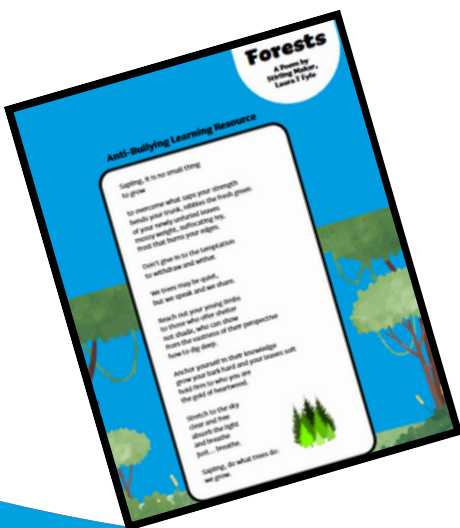 Forests
A Poem by
Stirling Makar,
Laura T Fyfe
Anti-Bullying Learning Resource
Sapling, it is no small thing
to grow
to overcome what saps your strength
bends your trunk, nibbles the fresh green
of your newly unfurled leaves
mossy weight, suffocating ivy,
frost that burns your edges.
Don't give in to the temptation
to withdraw and wither.
We trees may be quiet,
but we speak and we share.
Reach out your young limbs
to those who offer shelter
not shade, who can show
from the vastness of their perspective
how to dig deep.
Anchor yourself in their knowledge
grow your bark hard and your leaves soft
hold firm to who you are
the gold of heartwood.
Stretch to the sky
clear and free
absorb the light
and breathe
just... breathe.
Sapling, do what trees do:
we grow.